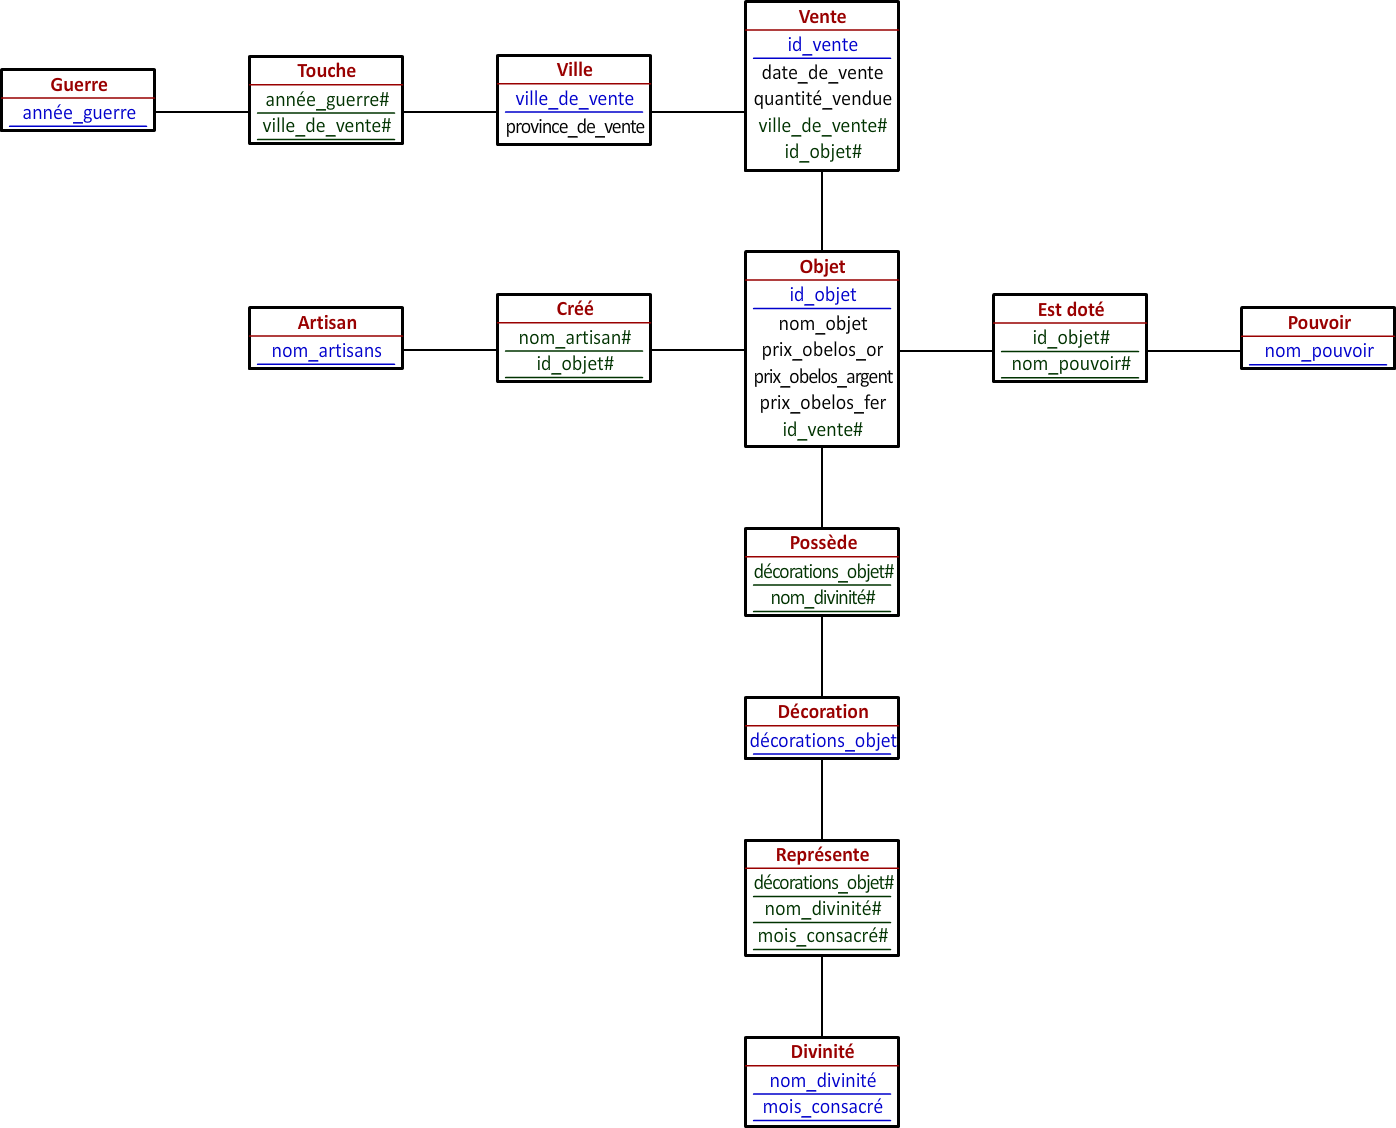 Guerre
année_guerre
Touche
année_guerre#
ville_de_vente#
Ville
ville_de_vente
province_de_vente
Vente
id_vente
date_de_vente
quantité_vendue
ville_de_vente#
id_objet#
Artisan
nom_artisans
Créé
nom_artisan#
id_objet#
Objet
id_objet
nom_objet
prix_obelos_or
prix_obelos_argent
prix_obelos_fer
id_vente#
Est doté
id_objet#
nom_pouvoir#
Pouvoir
nom_pouvoir
Possède
décorations_objet#
nom_divinité#
Décoration
décorations_objet
Représente
décorations_objet#
nom_divinité#
mois_consacré#
Divinité
nom_divinité
mois_consacré